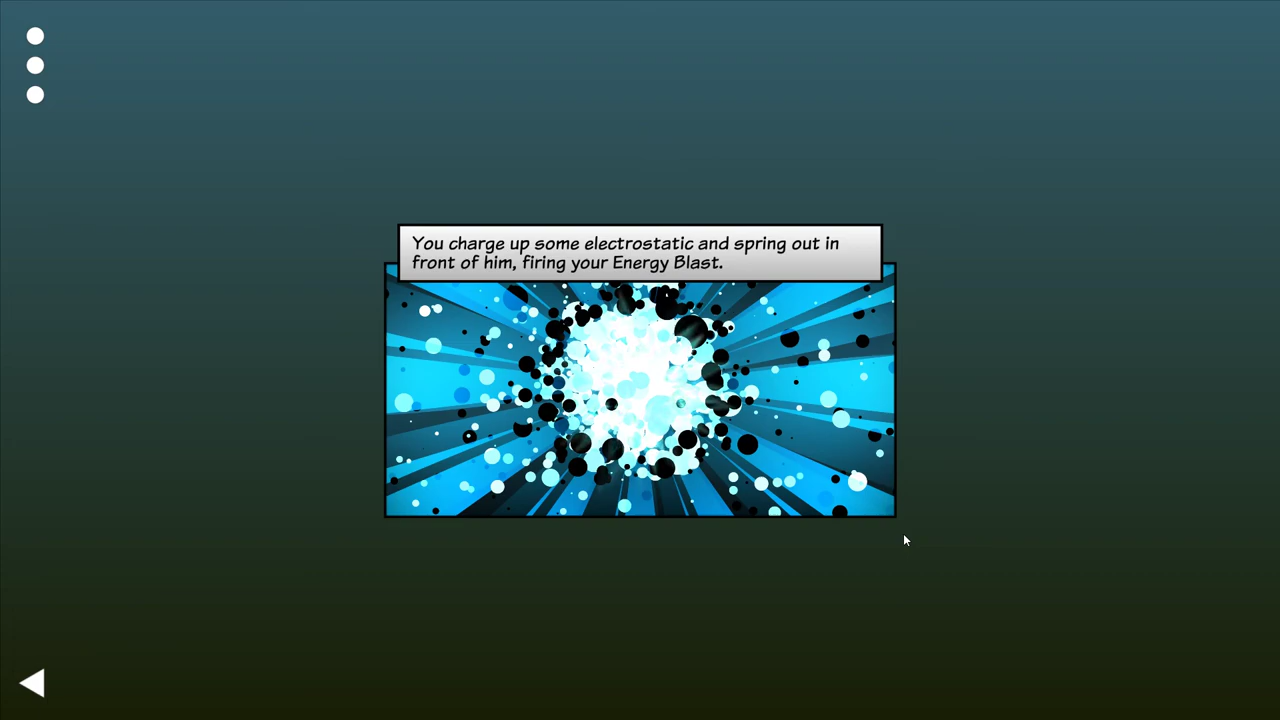 You charge up some electrostatic and spring out in
front of him, firing your Energy Blast.